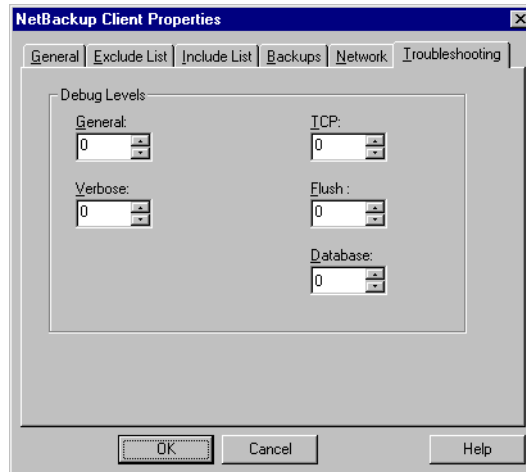 NetBackup Client Properties
General Exclude List Include List Backups Network Troubleshooting
Debug Levels
General: TCP:
0 0
Verbose: Flush :
0 0
Database:
0
OK Cancel Help